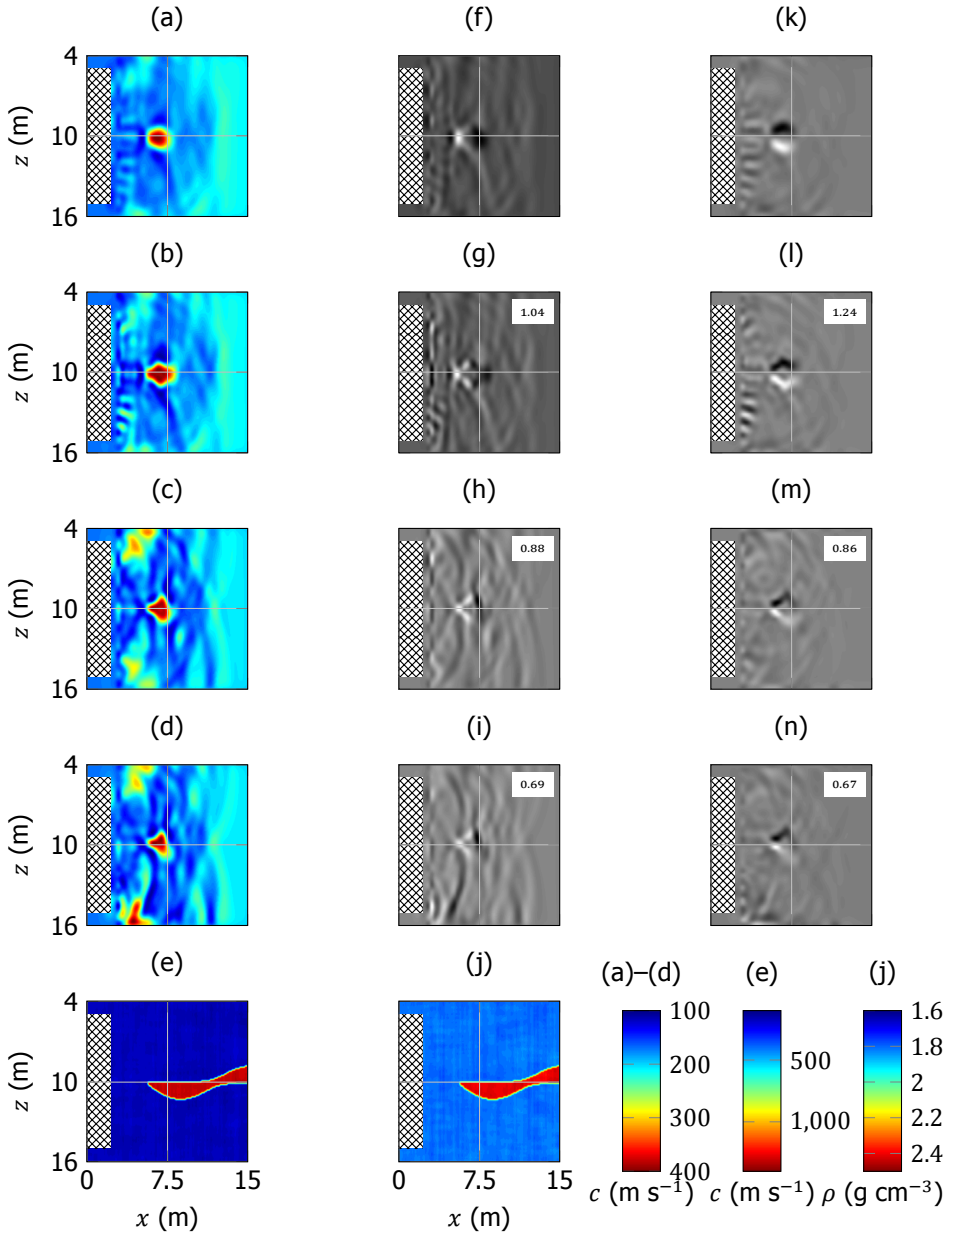 (a) (f) (k)
4
z (m)
10
16
(b) (g) (l)
4
1.04 1.24
z (m)
10
16
(c) (h) (m)
4
0.88 0.86
z (m)
10
16
(d) (i) (n)
4
0.69 0.67
z (m)
10
16
(e) (j) (a)–(d) (e) (j)
4 100 1.6
500 1.8
z (m) 200
10 2
300 1,000 2.2
2.4
16 400
0 7.5 15 0 7.5 15
c (m s⁻¹) c (m s⁻¹) ρ (g cm⁻³)
x (m) x (m)